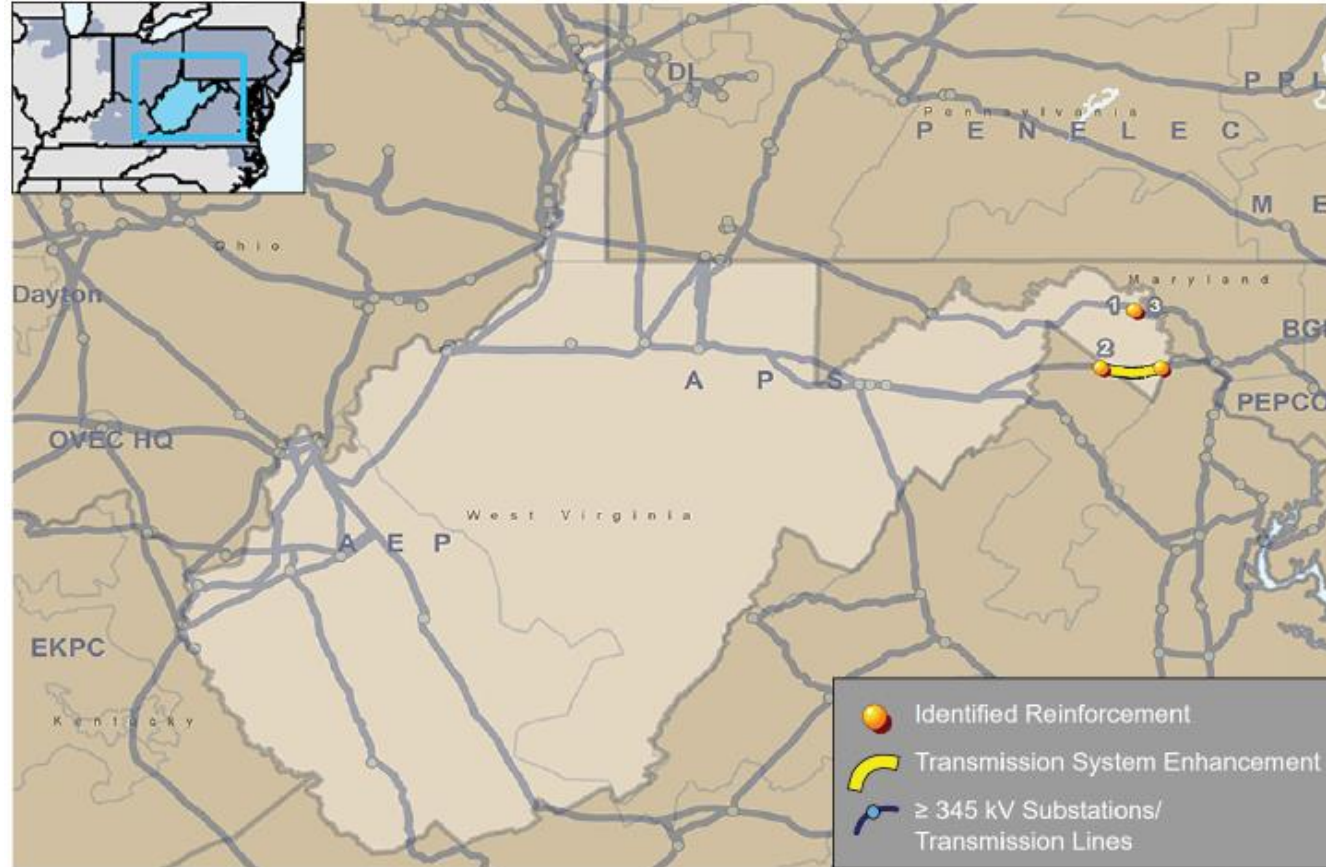 DL
P P L
Pennsylvania
P E N E L E C
M E
Ohio
Maryland
Dayton
1
3
BG
2
A P S
PEPCO
OVEC HQ
West Virginia
A E P
EKPC
Kentucky
Identified Reinforcement
Transmission System Enhancement
≥ 345 kV Substations/
Transmission Lines